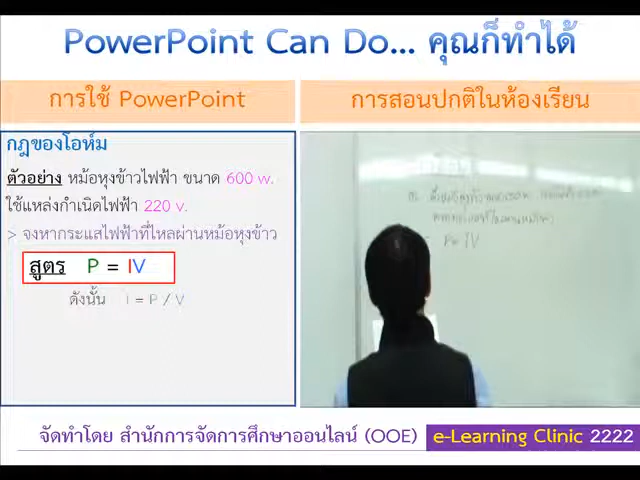 PowerPoint Can Do... คุณก็ทำได้
การใช้ PowerPoint
การสอนปกติในห้องเรียน
กฎของโอห์ม
ตัวอย่าง หม้อหุงข้าวไฟฟ้า ขนาด 600 w.
ใช้แหล่งกำเนิดไฟฟ้า 220 v.
> จงหากระแสไฟฟ้าที่ไหลผ่านหม้อหุงข้าว
สูตร P = IV
ดังนั้น I = P / V
P = IV
จัดทำโดย สำนักการจัดการศึกษาออนไลน์ (OOE)
e-Learning Clinic 2222